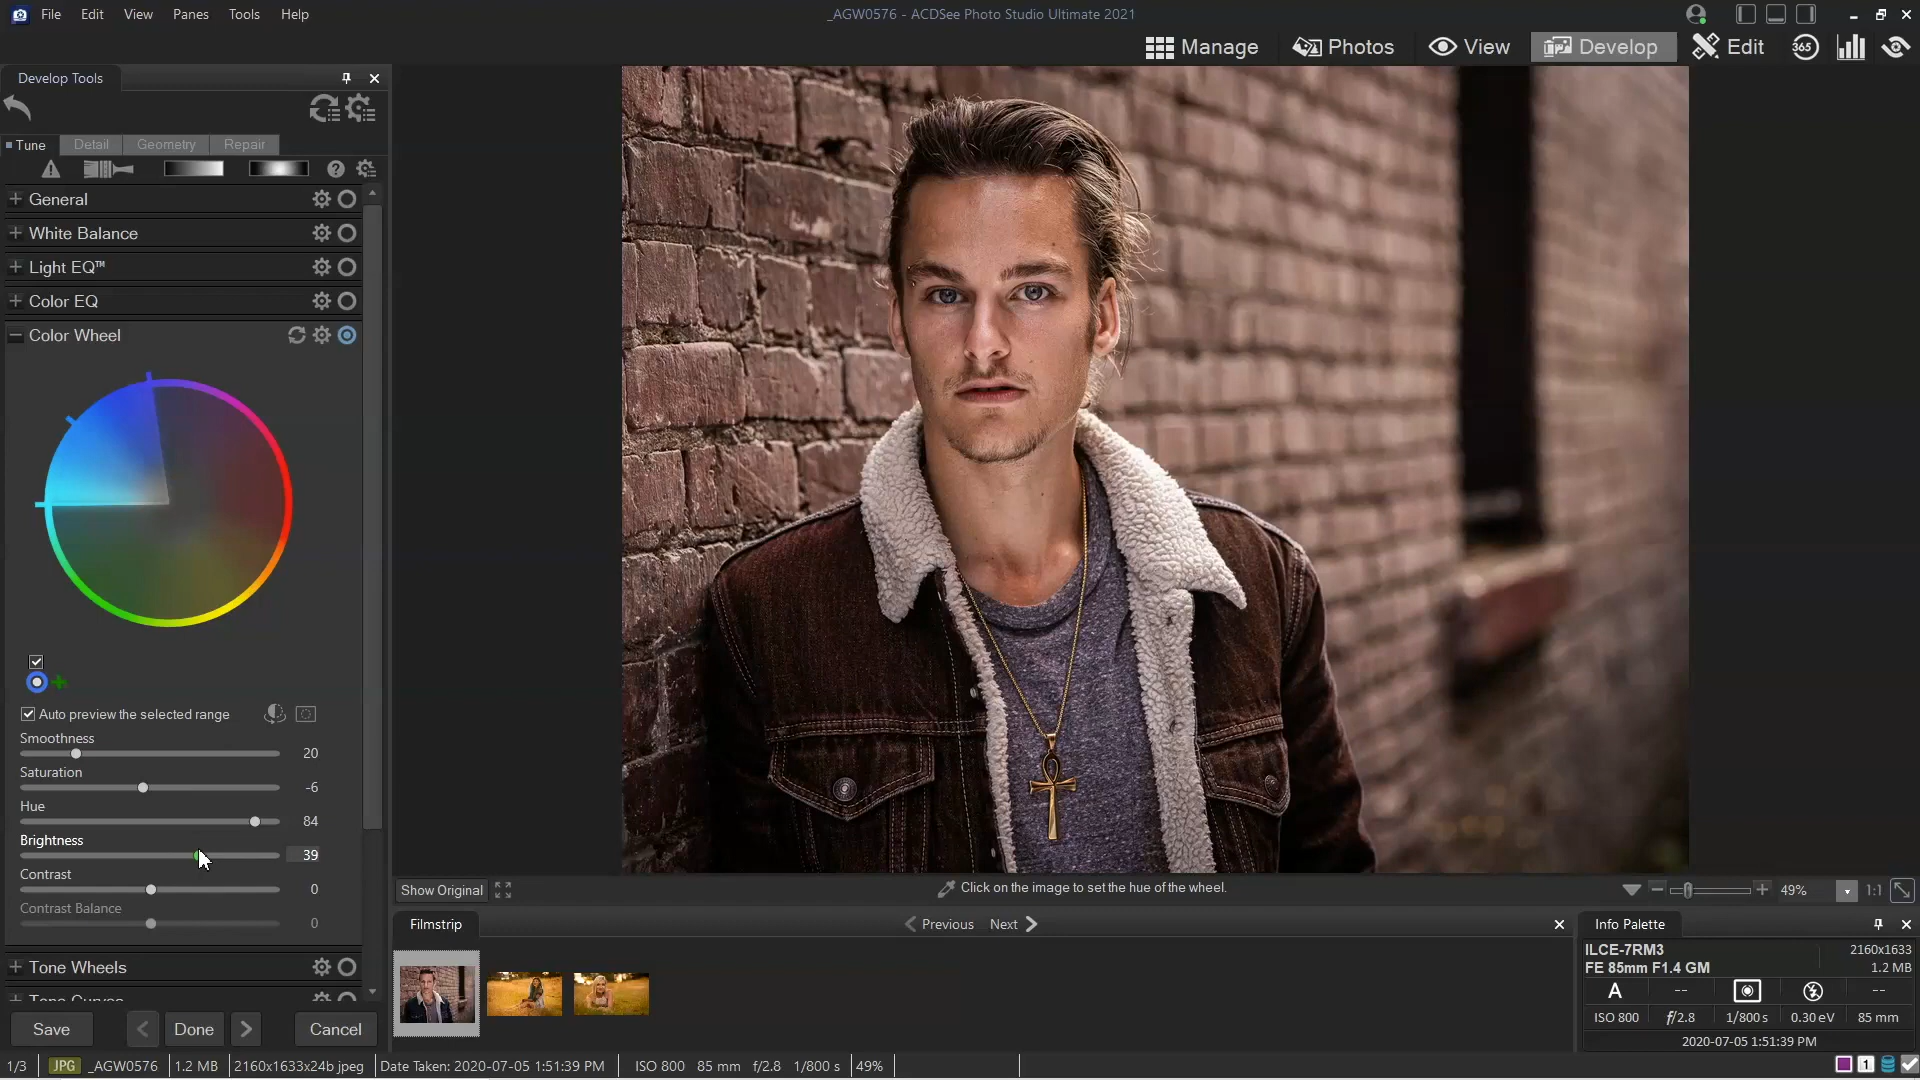 File Edit View Panes Tools Help
_AGW0576 - ACDSee Photo Studio Ultimate 2021
Manage Photos View Develop Edit 365
Develop Tools
Tune Detail Geometry Repair
General
White Balance
Light EQ™
Color EQ
Color Wheel
Auto preview the selected range
Smoothness
20
Saturation
-6
Hue
84
Brightness
39
Contrast
0
Contrast Balance
0
Tone Wheels
Tone Curves
Save Done Cancel
Show Original
Click on the image to set the hue of the wheel.
49% 1:1
Filmstrip
Previous Next
Info Palette
ILCE-7RM3 2160x1633
FE 85mm F1.4 GM 1.2 MB
A -- --
ISO 800 f/2.8 1/800 s 0.30 eV 85 mm
2020-07-05 1:51:39 PM
1/3 JPG _AGW0576 1.2 MB 2160x1633x24b jpeg Date Taken: 2020-07-05 1:51:39 PM ISO 800 85 mm f/2.8 1/800 s 49%
1